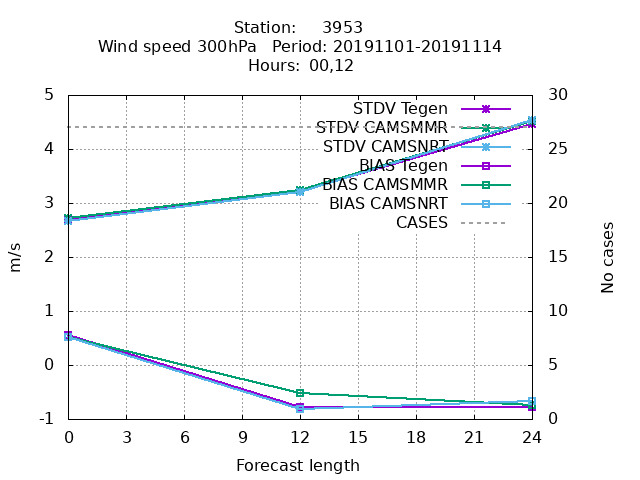 Station:     3953
Wind speed 300hPa   Period: 20191101-20191114
Hours: 00,12
5
4
3
2
1
0
-1
m/s
30
25
20
15
10
5
0
No cases
STDV Tegen
STDV CAMSMMR
STDV CAMSNRT
BIAS Tegen
BIAS CAMSMMR
BIAS CAMSNRT
CASES
0 3 6 9 12 15 18 21 24
Forecast length